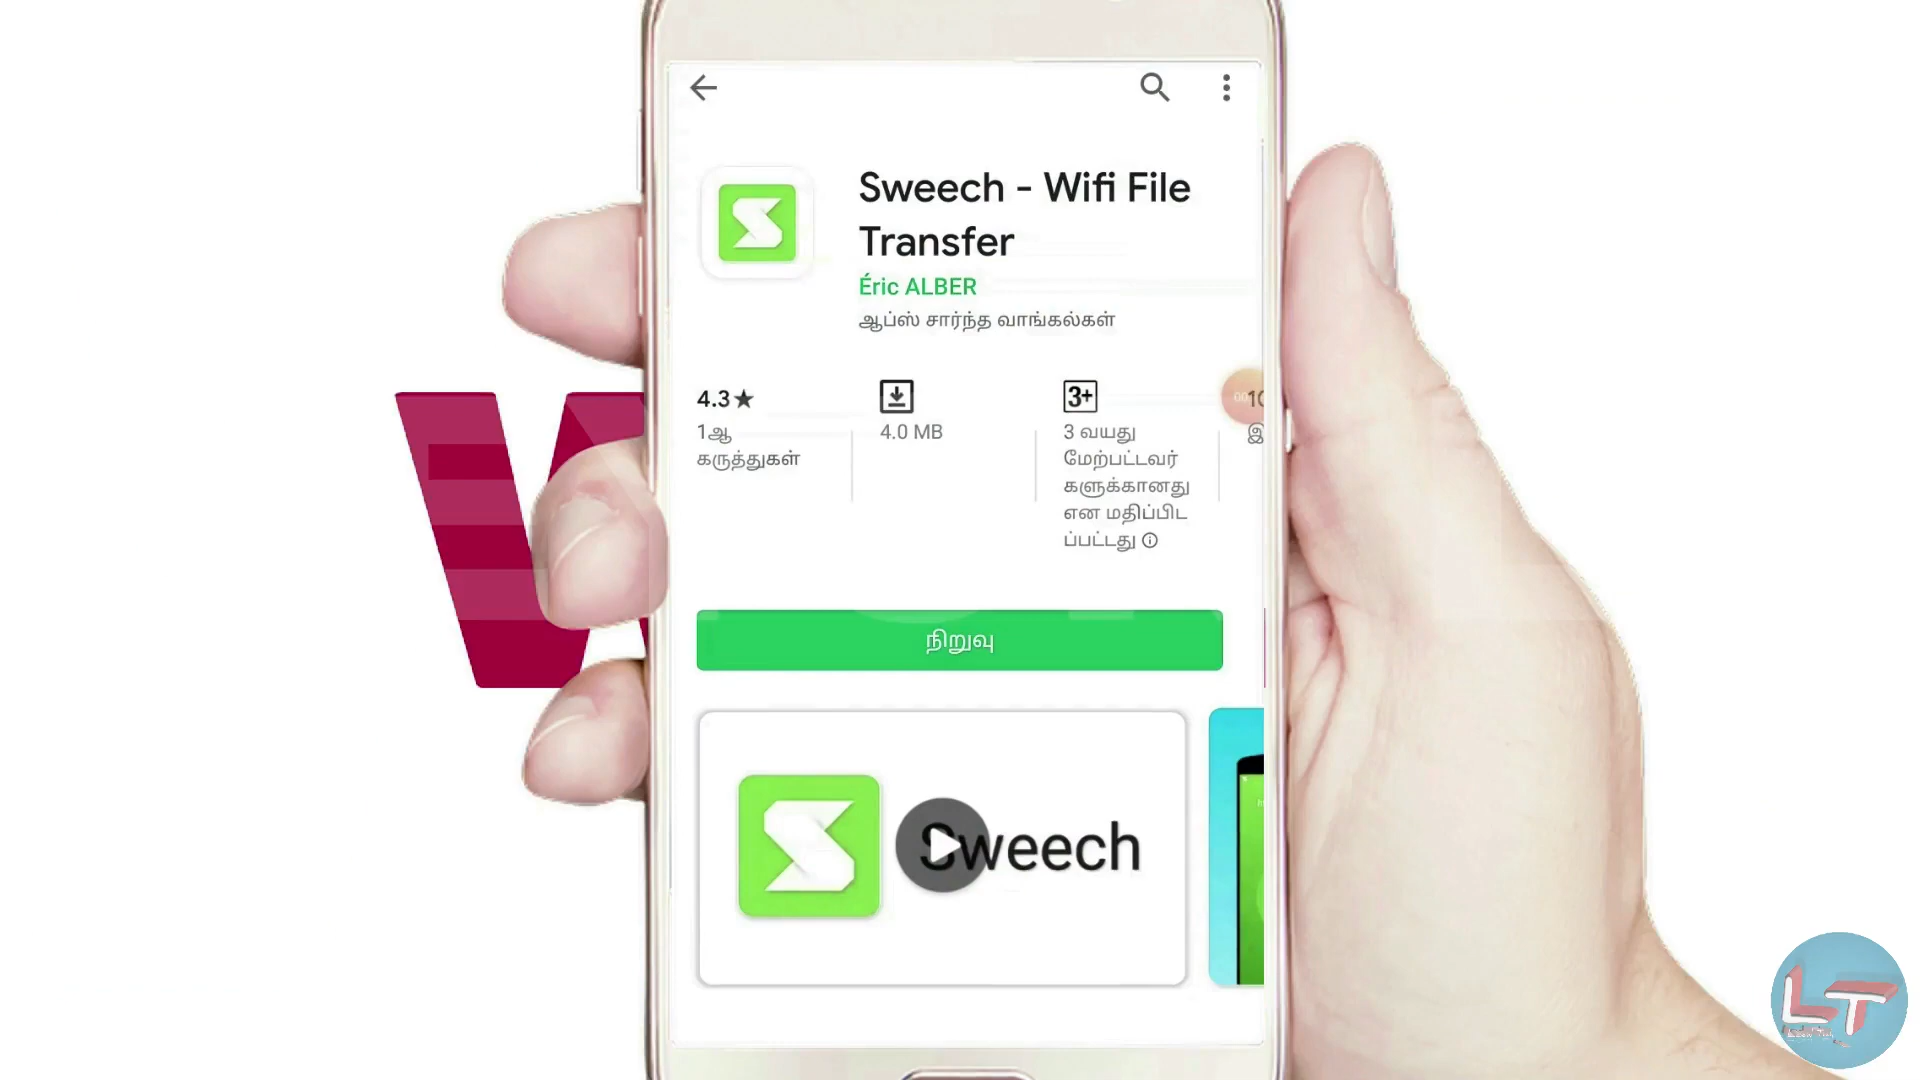 Sweech - Wifi File
Transfer
Éric ALBER
ஆப்ஸ் சார்ந்த வாங்கல்கள்
4.3★
1ஆ
கருத்துகள்
4.0 MB
3+
3 வயது
மேற்பட்டவர்
களுக்கானது
என மதிப்பிட
ப்பட்டது
நிறுவு
Sweech
LT